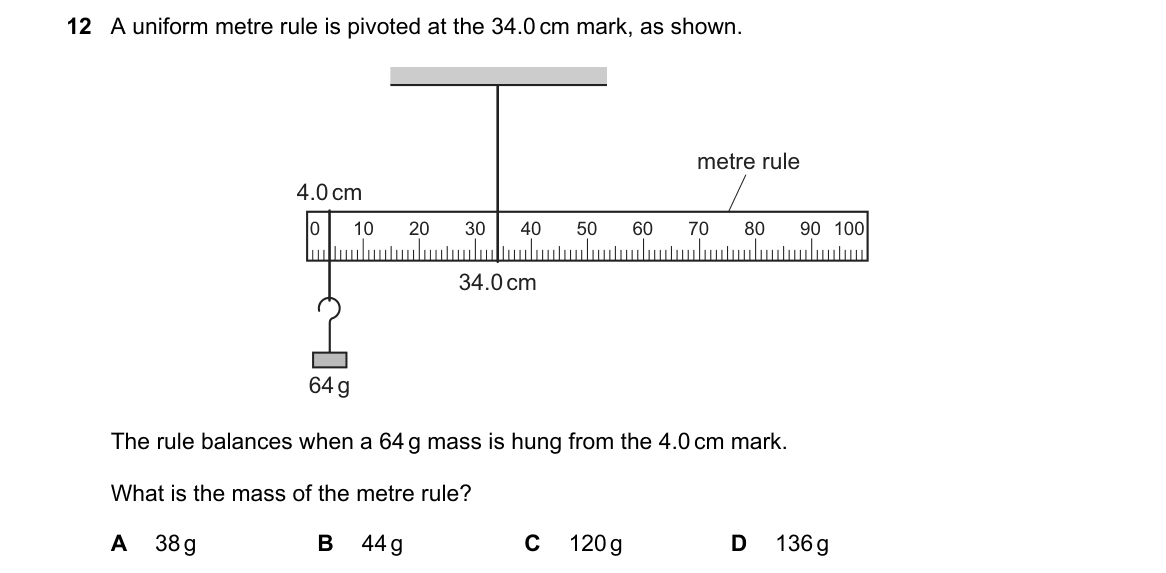 12 A uniform metre rule is pivoted at the 34.0 cm mark, as shown.
metre rule
4.0 cm
0 10 20 30 40 50 60 70 80 90 100
34.0 cm
64 g
The rule balances when a 64 g mass is hung from the 4.0 cm mark.
What is the mass of the metre rule?
A 38 g B 44 g C 120 g D 136 g